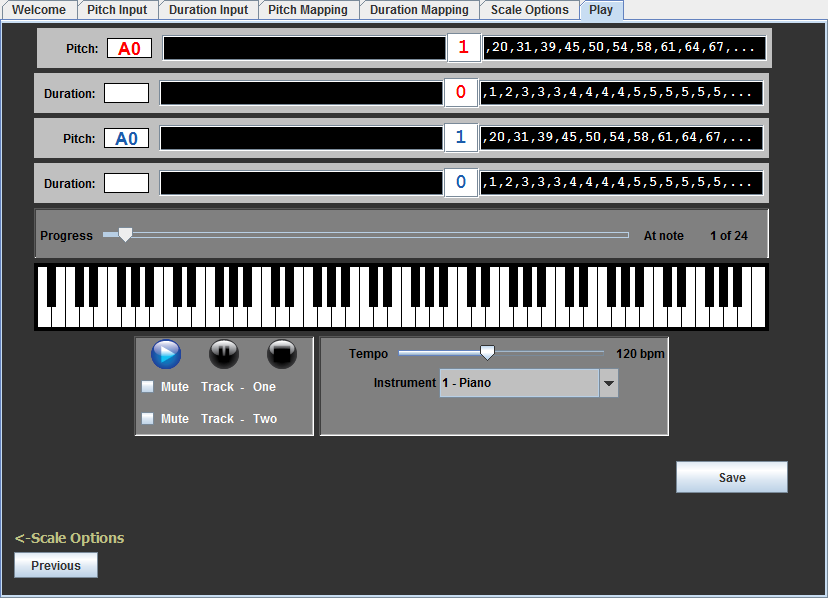 Welcome Pitch Input Duration Input Pitch Mapping Duration Mapping Scale Options Play
Pitch: A0 1 ,20,31,39,45,50,54,58,61,64,67,...
Duration: 0 ,1,2,3,3,3,4,4,4,4,5,5,5,5,5,5,...
Pitch: A0 1 ,20,31,39,45,50,54,58,61,64,67,...
Duration: 0 ,1,2,3,3,3,4,4,4,4,5,5,5,5,5,5,...
Progress At note 1 of 24
Tempo 120 bpm
Instrument 1 - Piano
Mute Track - One
Mute Track - Two
Save
<-Scale Options
Previous